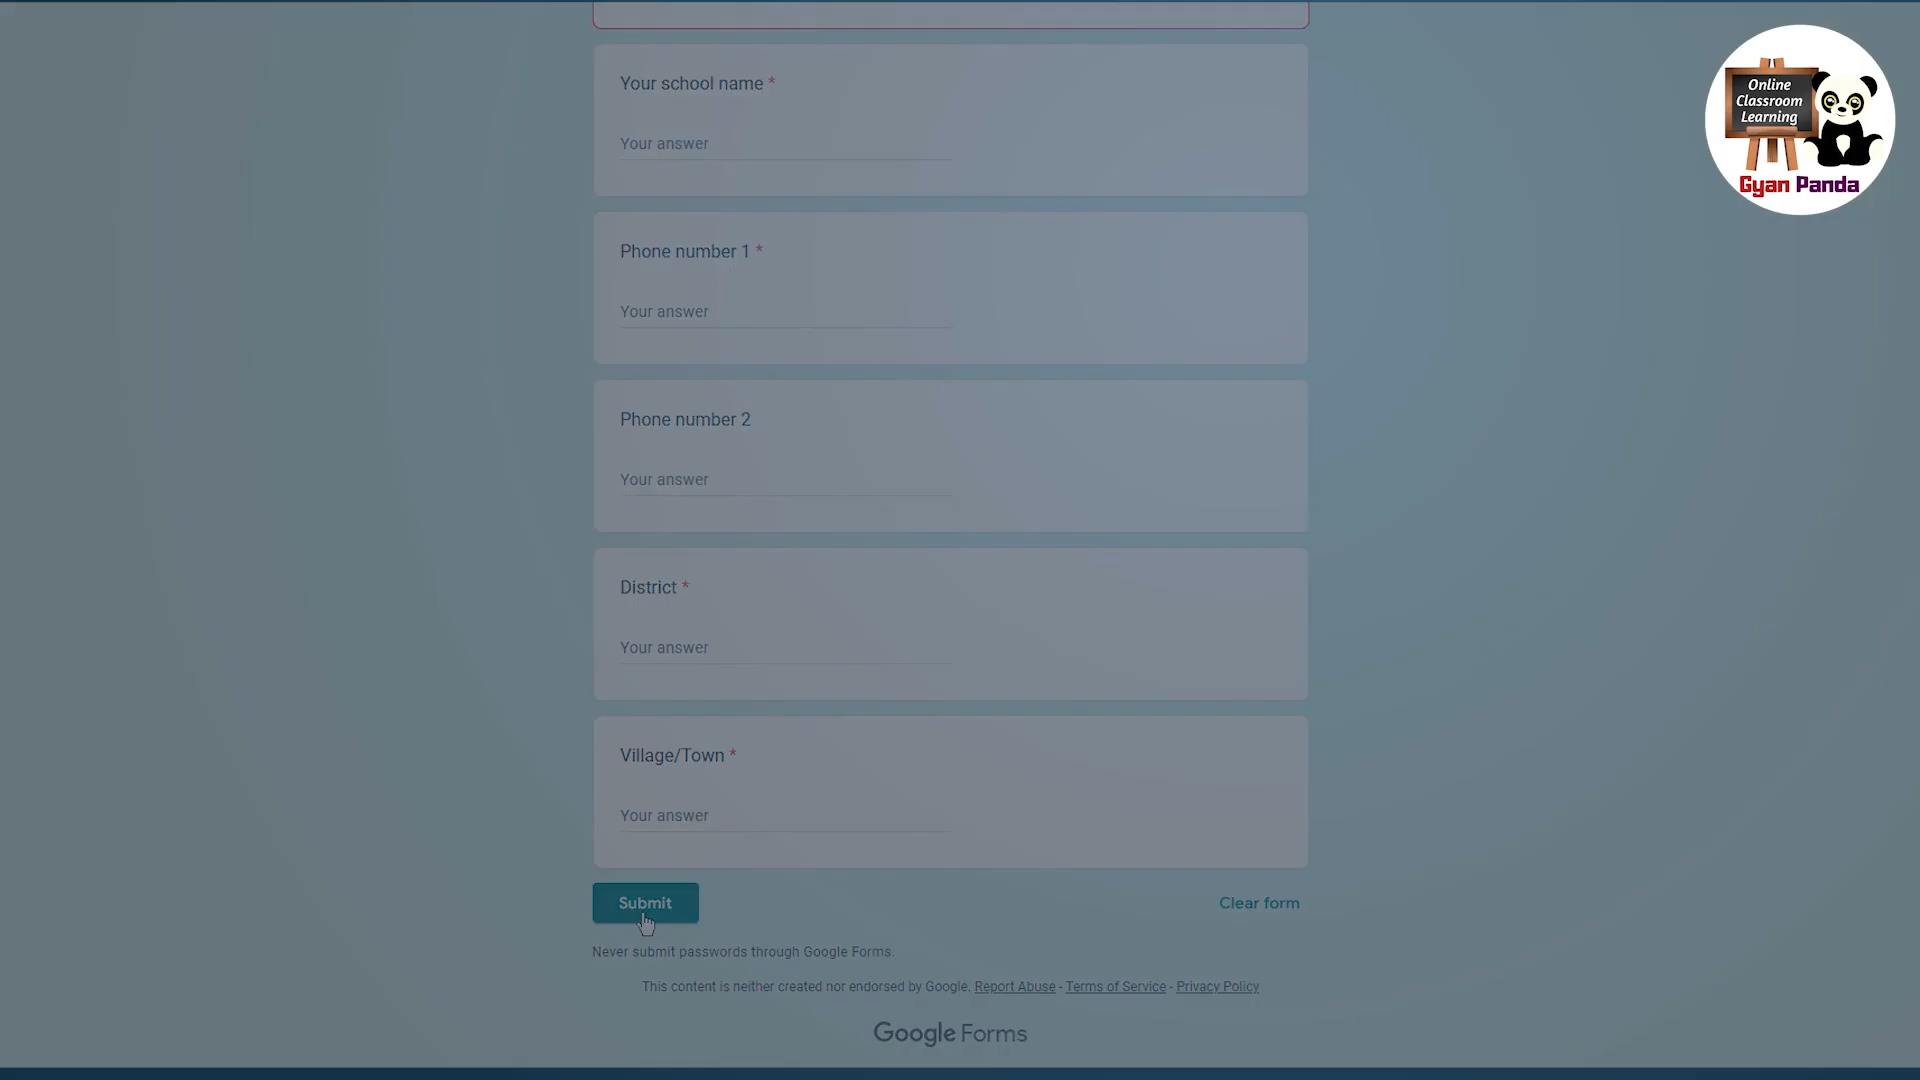 Your school name *
Your answer
Phone number 1 *
Your answer
Phone number 2
Your answer
District *
Your answer
Village/Town *
Your answer
Submit
Clear form
Never submit passwords through Google Forms.
This content is neither created nor endorsed by Google. Report Abuse - Terms of Service - Privacy Policy
Google Forms
Online
Classroom
Learning
Gyan Panda